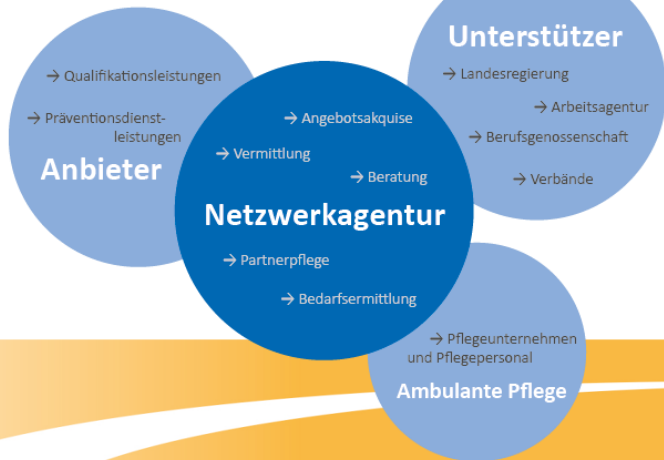 → Qualifikationsleistungen
→ Präventionsdienst-
leistungen
Anbieter
→ Angebotsakquise
→ Vermittlung
→ Beratung
Netzwerkagentur
→ Partnerpflege
→ Bedarfsermittlung
Unterstützer
→ Landesregierung
→ Arbeitsagentur
→ Berufsgenossenschaft
→ Verbände
→ Pflegeunternehmen
und Pflegepersonal
Ambulante Pflege